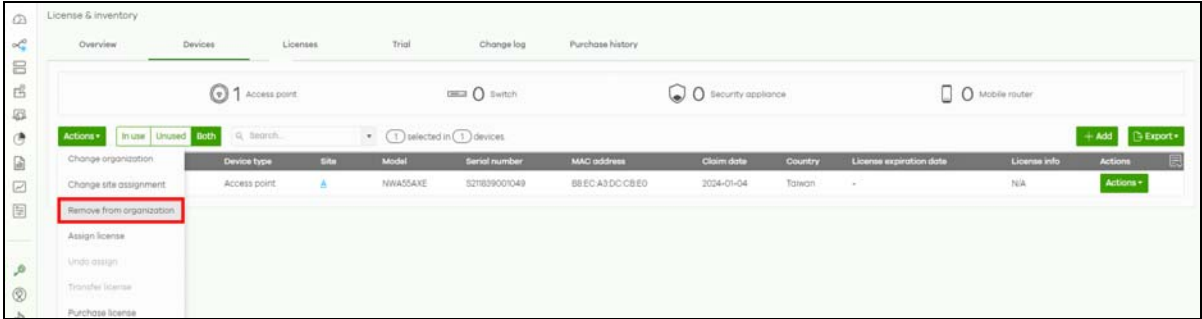 License & inventory
Overview Devices Licenses Trial Change log Purchase history
1 Access point 0 Switch 0 Security appliance 0 Mobile router
Actions In use Unused Both Search... 1 selected in 1 devices + Add Export
Change organization
Device type Site Model Serial number MAC address Claim date Country License expiration date License info Actions
Change site assignment
Access point A NWA55AXE S211839001049 B8:EC:A3:DC:CB:E0 2024-01-04 Taiwan - N/A Actions
Remove from organization
Assign license
Undo assign
Transfer license
Purchase license